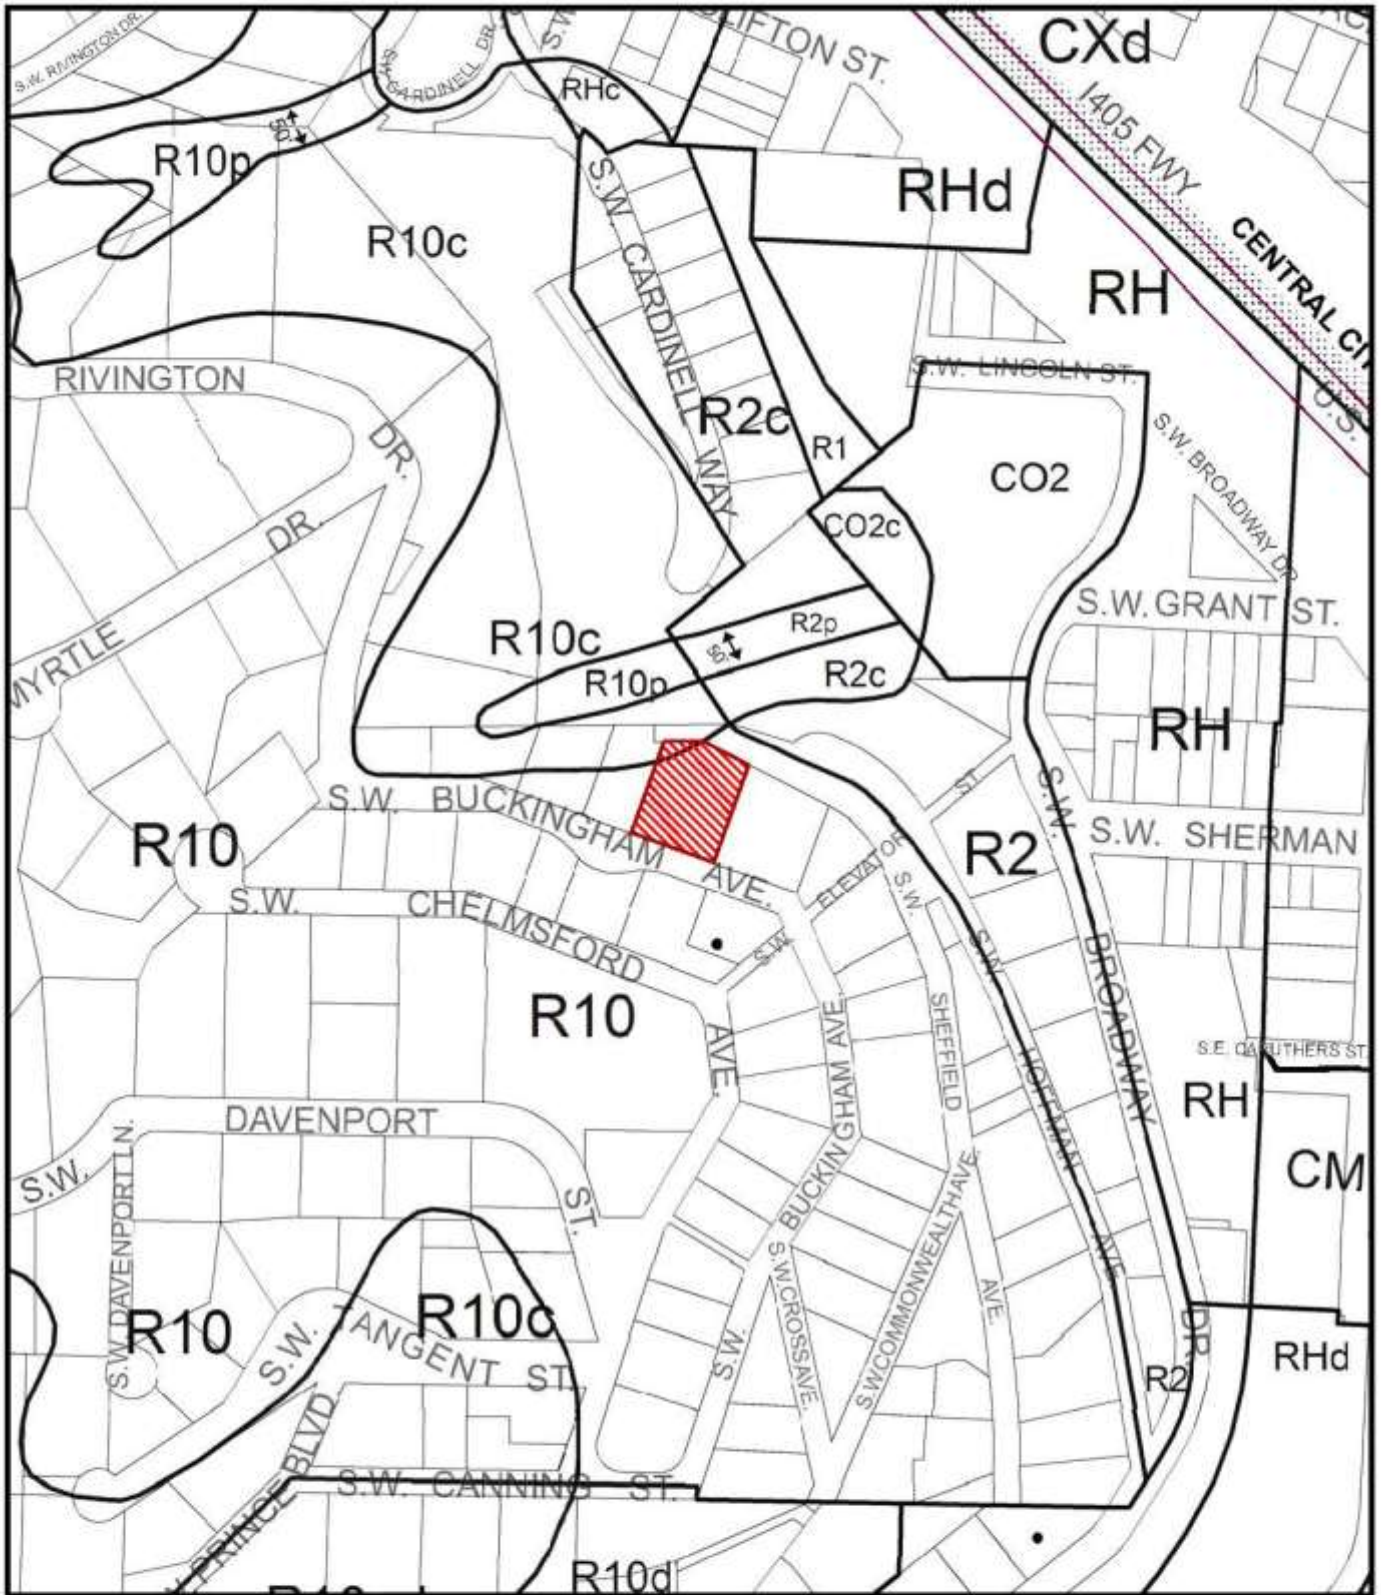 S.W. RIVINGTON DR.
S.W. CARDINELL DR.
S.W.
CLIFTON ST.
CXd
I405 FWY
CENTRAL CI
U.S.
RHc
50'
R10p
R10c
RHd
RH
S.W. CARDINELL WAY
RIVINGTON DR.
S.W. LINCOLN ST.
R2c
R1
CO2
S.W. BROADWAY DR.
CO2c
MYRTLE DR.
S.W. GRANT ST.
R10c
R2p
50'
R10p
R2c
RH
S.W. BUCKINGHAM AVE.
R10
R2
S.W. SHERMAN
S.W. ELEVATOR ST.
S.W. CHELMSFORD AVE.
S.W. BROADWAY DR
S.W. HOFFMAN AVE.
S.W. SHEFFIELD AVE.
R10
S.E. CARUTHERS ST.
RH
S.W. BUCKINGHAM AVE.
S.W. DAVENPORT ST.
S.W. DAVENPORT LN.
CM
S.W. COMMONWEALTH AVE.
S.W. CROSS AVE.
R10
R10c
S.W. TANGENT ST.
RHd
R2
PRINCE BLVD
S.W. CANNING ST.
R10d